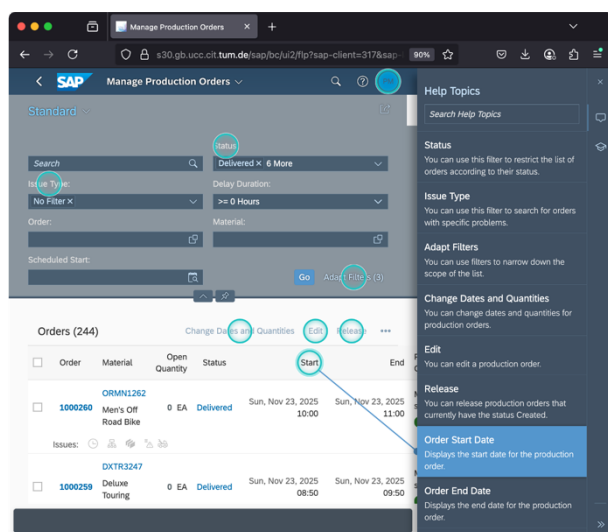 Manage Production Orders
s30.gb.ucc.cit.tum.de/sap/bc/ui2/flp?sap-client=317&sap-
90%
SAP Manage Production Orders
Standard
Status
Search
Delivered × 6 More
Issue Type:
Delay Duration:
No Filter ×
>= 0 Hours
Order:
Material:
Scheduled Start:
Go
Adapt Filters (3)
Orders (244)
Change Dates and Quantities
Edit
Release
Order
Material
Open
Quantity
Status
Start
End
1000260
ORMN1262
Men's Off
Road Bike
0 EA
Delivered
Sun, Nov 23, 2025
10:00
Sun, Nov 23, 2025
11:00
Issues:
1000259
DXTR3247
Deluxe
Touring
0 EA
Delivered
Sun, Nov 23, 2025
08:50
Sun, Nov 23, 2025
09:50
Help Topics
Search Help Topics
Status
You can use this filter to restrict the list of
orders according to their status.
Issue Type
You can use this filter to search for orders
with specific problems.
Adapt Filters
You can use filters to narrow down the
scope of the list.
Change Dates and Quantities
You can change dates and quantities for
production orders.
Edit
You can edit a production order.
Release
You can release production orders that
currently have the status Created.
Order Start Date
Displays the start date for the production
order.
Order End Date
Displays the end date for the production
order.